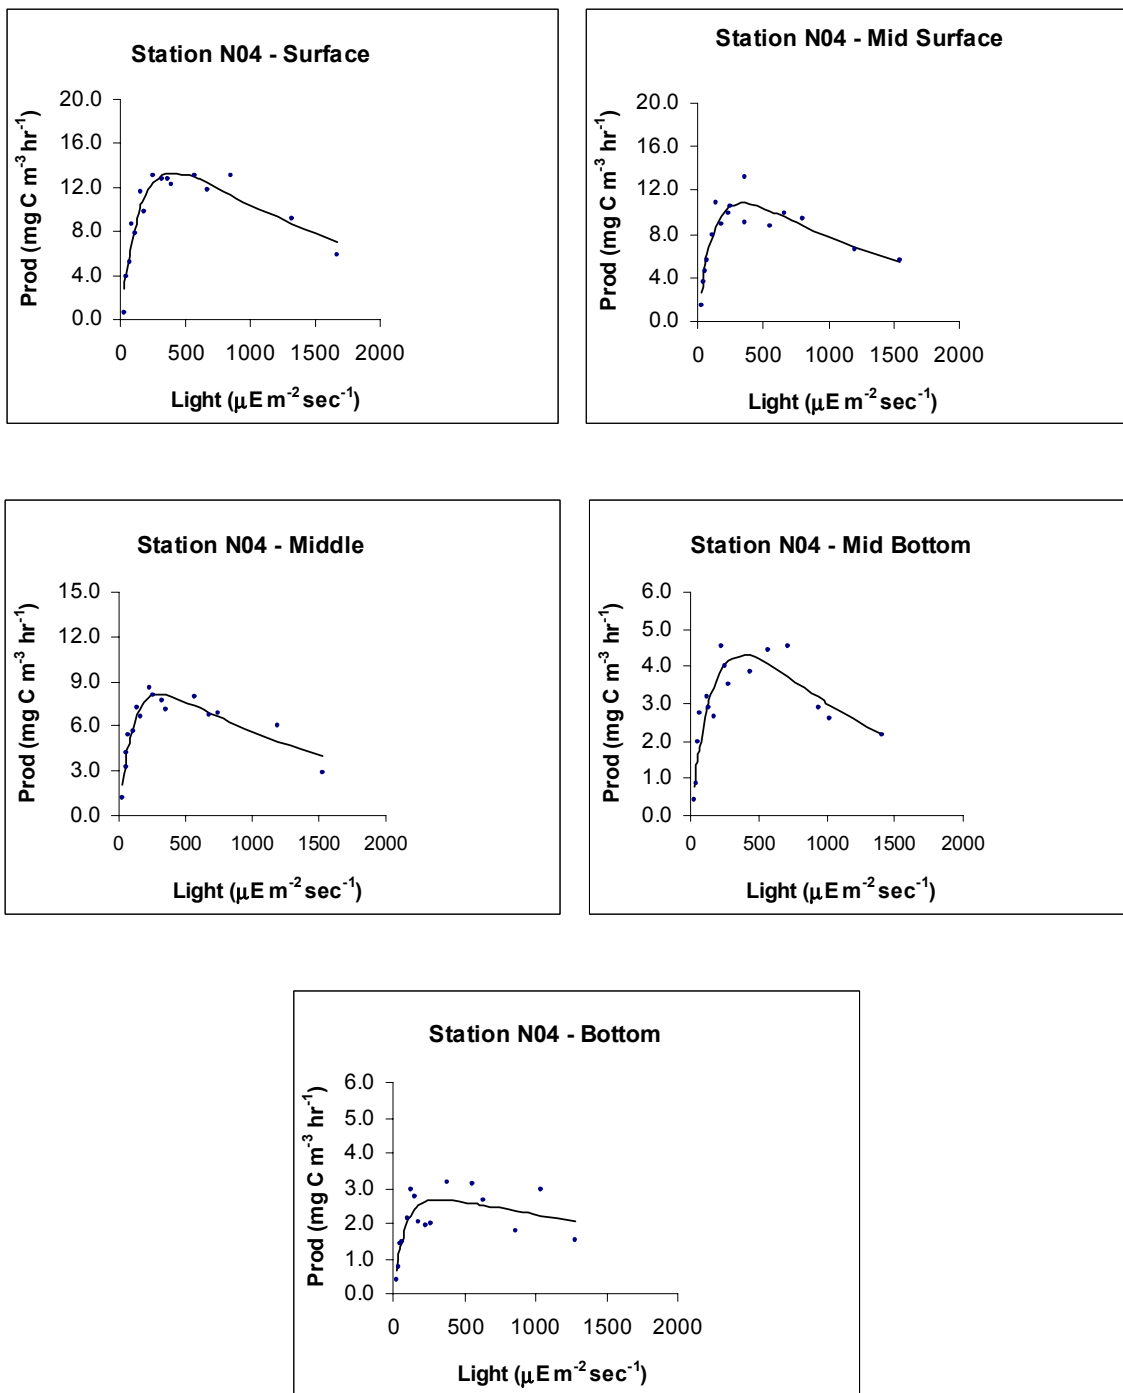 Station N04 - Surface
Prod (mg C m-3 hr-1)
20.0
16.0
12.0
8.0
4.0
0.0
0 500 1000 1500 2000
Light (µE m-2 sec-1)
Station N04 - Mid Surface
Prod (mg C m-3 hr-1)
20.0
16.0
12.0
8.0
4.0
0.0
0 500 1000 1500 2000
Light (µE m-2 sec-1)
Station N04 - Middle
Prod (mg C m-3 hr-1)
15.0
12.0
9.0
6.0
3.0
0.0
0 500 1000 1500 2000
Light (µE m-2 sec-1)
Station N04 - Mid Bottom
Prod (mg C m-3 hr-1)
6.0
5.0
4.0
3.0
2.0
1.0
0.0
0 500 1000 1500 2000
Light (µE m-2 sec-1)
Station N04 - Bottom
Prod (mg C m-3 hr-1)
6.0
5.0
4.0
3.0
2.0
1.0
0.0
0 500 1000 1500 2000
Light (µE m-2 sec-1)